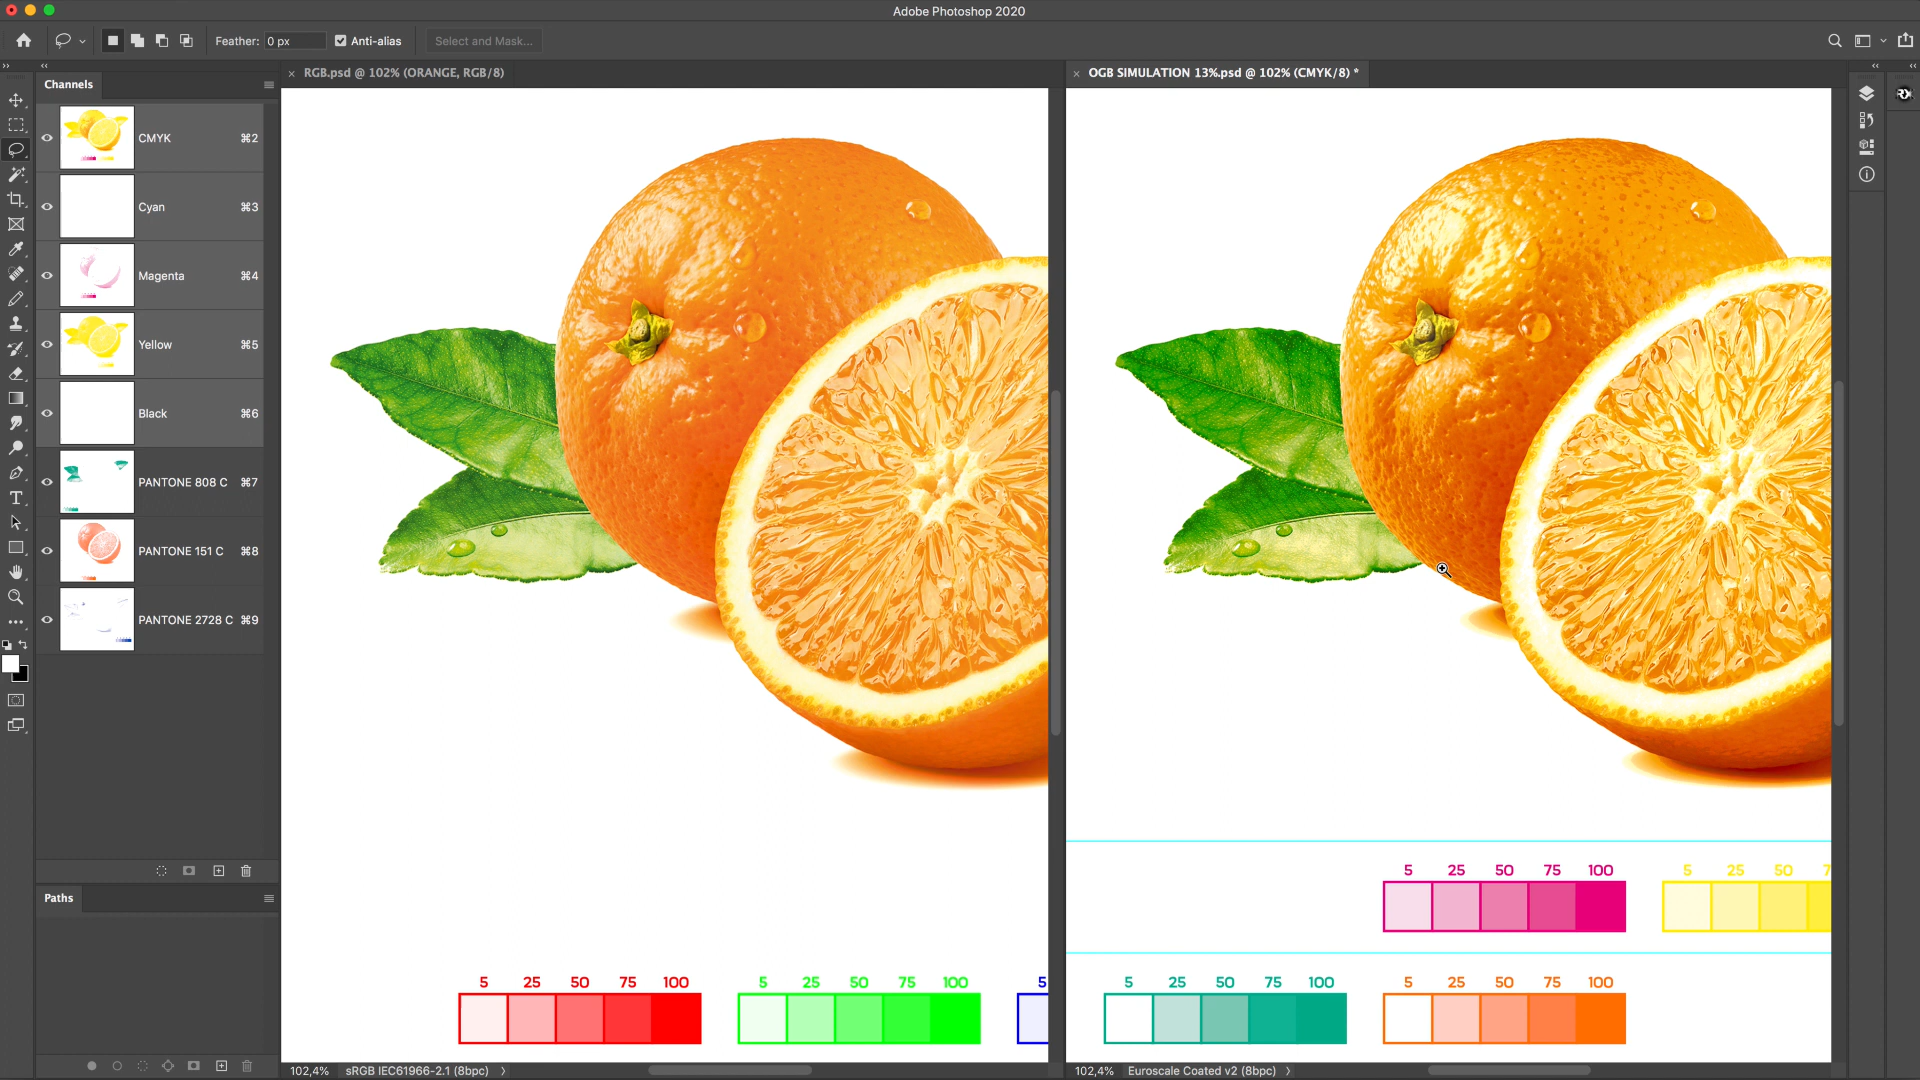 Adobe Photoshop 2020
Feather: 0 px Anti-alias Select and Mask...
Channels
RGB.psd @ 102% (ORANGE, RGB/8)
OGB SIMULATION 13%.psd @ 102% (CMYK/8) *
CMYK ⌘2
Cyan ⌘3
Magenta ⌘4
Yellow ⌘5
Black ⌘6
PANTONE 808 C ⌘7
PANTONE 151 C ⌘8
PANTONE 2728 C ⌘9
Paths
5 25 50 75 100
5 25 50 7
5 25 50 75 100
5 25 50 75 100
5
5 25 50 75 100
5 25 50 75 100
102,4% sRGB IEC61966-2.1 (8bpc)
102,4% Euroscale Coated v2 (8bpc)